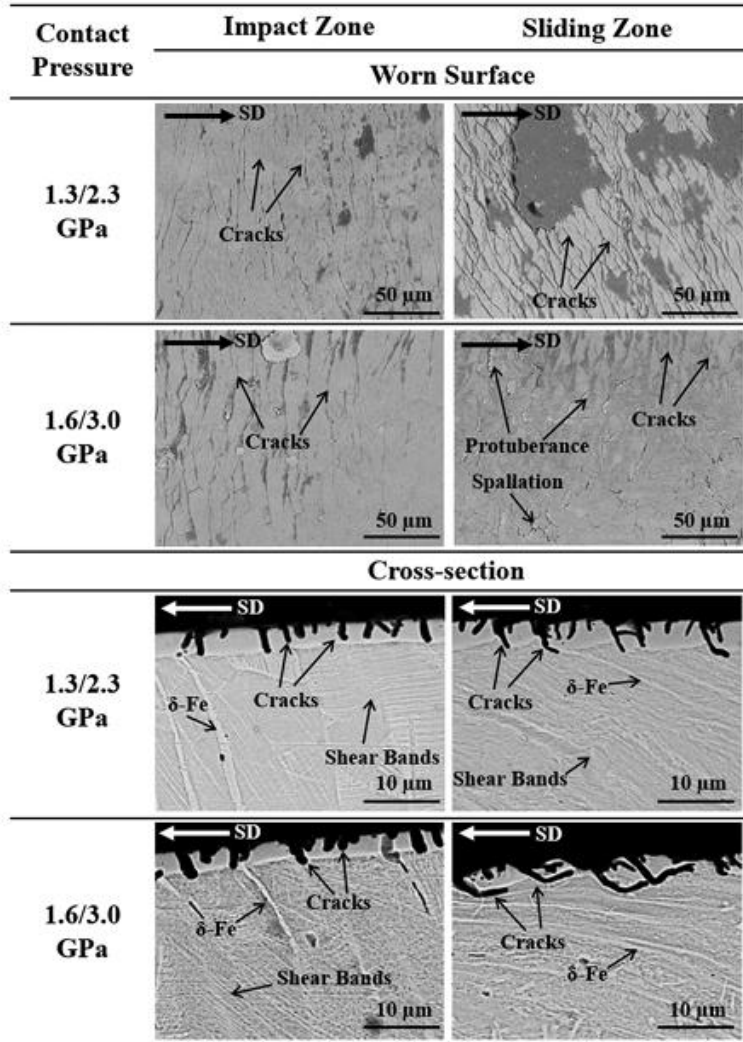 Contact Pressure
Impact Zone
Sliding Zone
Worn Surface
1.3/2.3 GPa
SD
Cracks
50 µm
SD
Cracks
50 µm
1.6/3.0 GPa
SD
Cracks
50 µm
SD
Cracks
Protuberance
Spallation
50 µm
Cross-section
1.3/2.3 GPa
SD
Cracks
δ-Fe
Shear Bands
10 µm
SD
δ-Fe
Cracks
Shear Bands
10 µm
1.6/3.0 GPa
SD
Cracks
δ-Fe
Shear Bands
10 µm
SD
Cracks
δ-Fe
10 µm